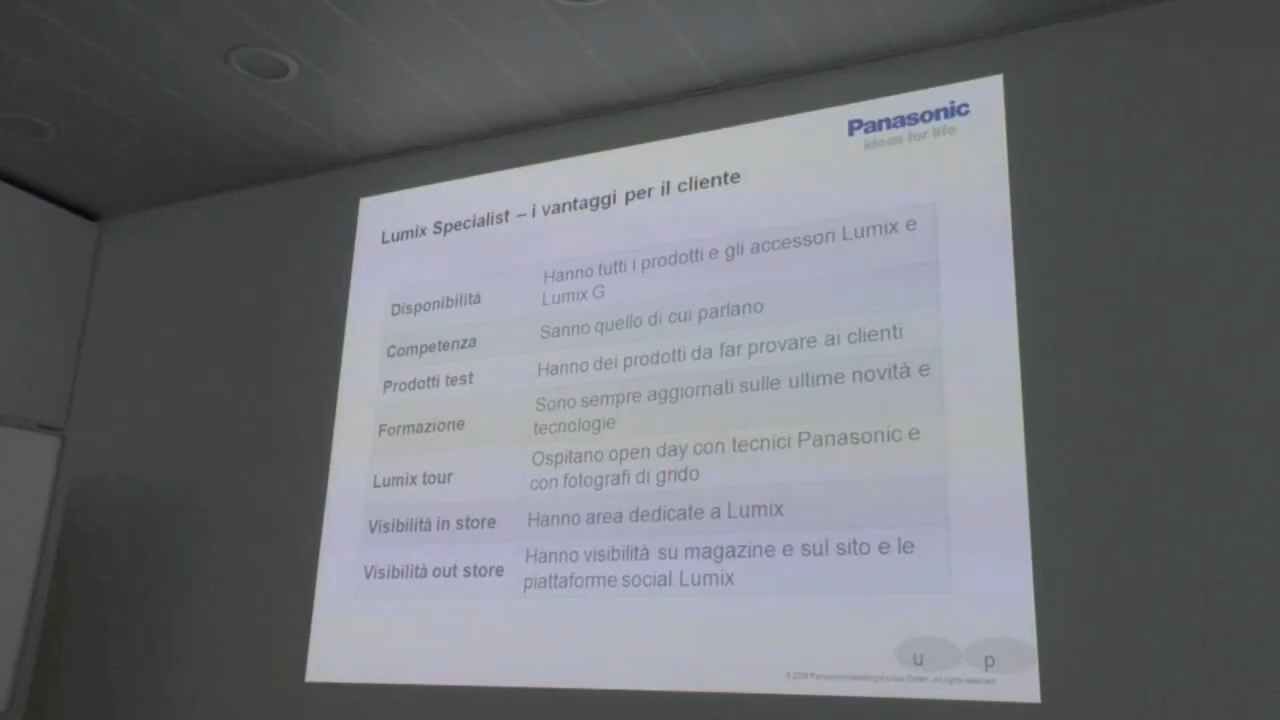 Panasonic
ideas for life
Lumix Specialist – i vantaggi per il cliente
Disponibilità
Hanno tutti i prodotti e gli accessori Lumix e
Lumix G
Competenza
Sanno quello di cui parlano
Prodotti test
Hanno dei prodotti da far provare ai clienti
Formazione
Sono sempre aggiornati sulle ultime novità e
tecnologie
Lumix tour
Ospitano open day con tecnici Panasonic e
con fotografi di grido
Visibilità in store
Hanno area dedicate a Lumix
Visibilità out store
Hanno visibilità su magazine e sul sito e le
piattaforme social Lumix
u p
All rights reserved